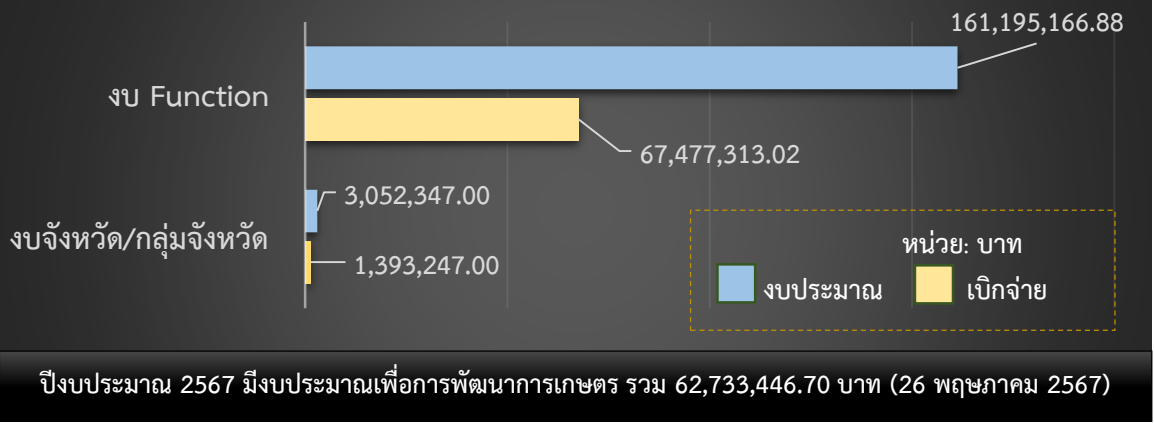 161,195,166.88
งบ Function
67,477,313.02
3,052,347.00
งบจังหวัด/กลุ่มจังหวัด
1,393,247.00
หน่วย: บาท
งบประมาณ เบิกจ่าย
ปีงบประมาณ 2567 มีงบประมาณเพื่อการพัฒนาการเกษตร รวม 62,733,446.70 บาท (26 พฤษภาคม 2567)